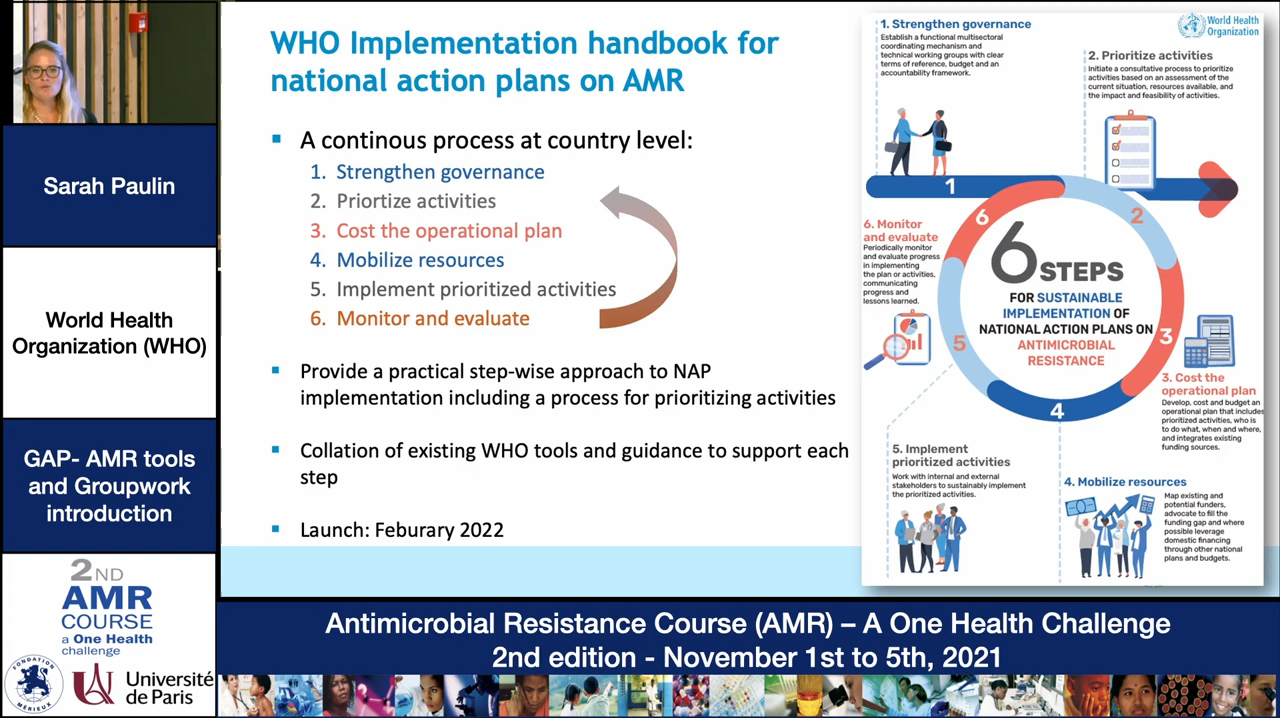 Sarah Paulin
World Health
Organization (WHO)
GAP- AMR tools
and Groupwork
introduction
2ND
AMR
COURSE
a One Health
challenge
FONDATION
MÉRIEUX
Université
de Paris
WHO Implementation handbook for
national action plans on AMR
A continous process at country level:
1. Strengthen governance
2. Priortize activities
3. Cost the operational plan
4. Mobilize resources
5. Implement prioritized activities
6. Monitor and evaluate
Provide a practical step-wise approach to NAP
implementation including a process for prioritizing activities
Collation of existing WHO tools and guidance to support each
step
Launch: Feburary 2022
World Health
Organization
1. Strengthen governance
Establish a functional multisectoral
coordinating mechanism and
technical working groups with clear
terms of reference, budget and an
accountability framework.
2. Prioritize activities
Initiate a consultative process to prioritize
activities based on an assessment of the
current situation, resources available, and
the impact and feasibility of activities.
1
2
3
4
5
6
6 STEPS
FOR SUSTAINABLE
IMPLEMENTATION OF
NATIONAL ACTION PLANS ON
ANTIMICROBIAL
RESISTANCE
6. Monitor
and evaluate
Periodically monitor
and evaluate progress
in implementing
the plan or activities,
communicating
progress and
lessons learned.
3. Cost the
operational plan
Develop, cost and budget an
operational plan that includes
prioritized activities, who is
to do what, when and where,
and integrates existing
funding sources.
5. Implement
prioritized activities
Work with internal and external
stakeholders to sustainably implement
the prioritized activities.
4. Mobilize resources
Map existing and
potential funders,
advocate to fill the
funding gap and where
possible leverage
domestic financing
through other national
plans and budgets.
Antimicrobial Resistance Course (AMR) – A One Health Challenge
2nd edition - November 1st to 5th, 2021